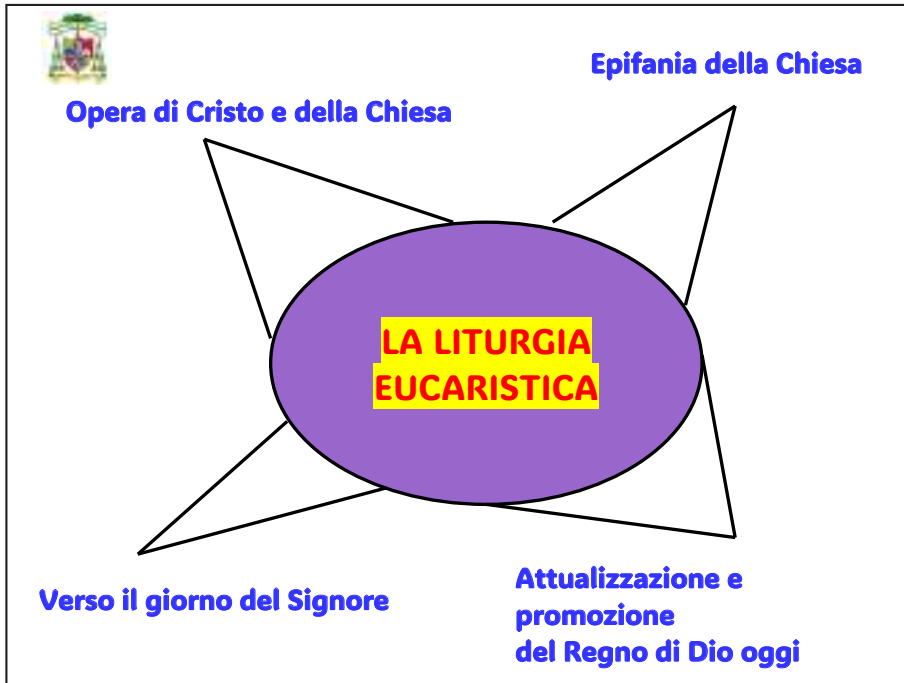 Epifania della Chiesa
Opera di Cristo e della Chiesa
LA LITURGIA
EUCARISTICA
Verso il giorno del Signore
Attualizzazione e
promozione
del Regno di Dio oggi